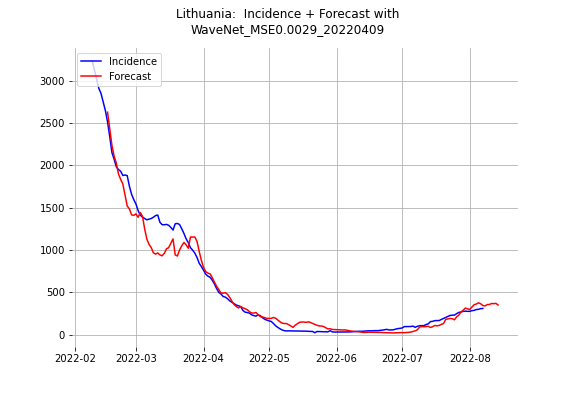 Lithuania:  Incidence + Forecast with
WaveNet_MSE0.0029_20220409
Incidence
Forecast
3000
2500
2000
1500
1000
500
0
2022-02 2022-03 2022-04 2022-05 2022-06 2022-07 2022-08